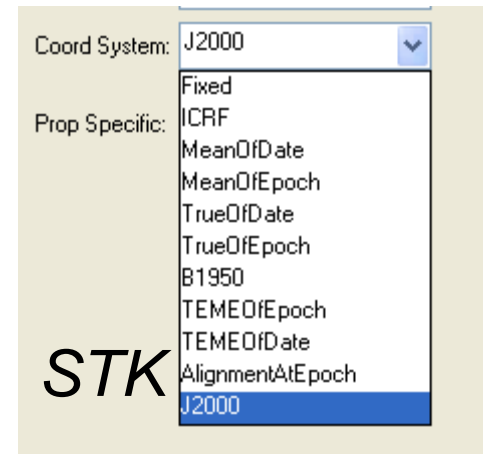 Coord System: J2000
Fixed
Prop Specific: ICRF
MeanOfDate
MeanOfEpoch
TrueOfDate
TrueOfEpoch
B1950
TEMEOfEpoch
TEMEOfDate
STK AlignmentAtEpoch
J2000